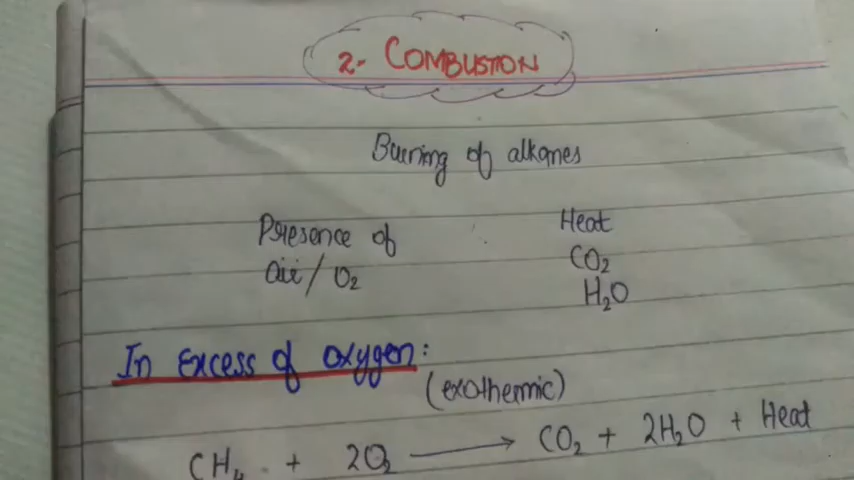 2- COMBUSTION
Burning of alkanes
Presence of
air/O₂
Heat
CO₂
H₂O
In Excess of oxygen:
(exothermic)
CH₄ + 2O₂ ⟶ CO₂ + 2H₂O + Heat